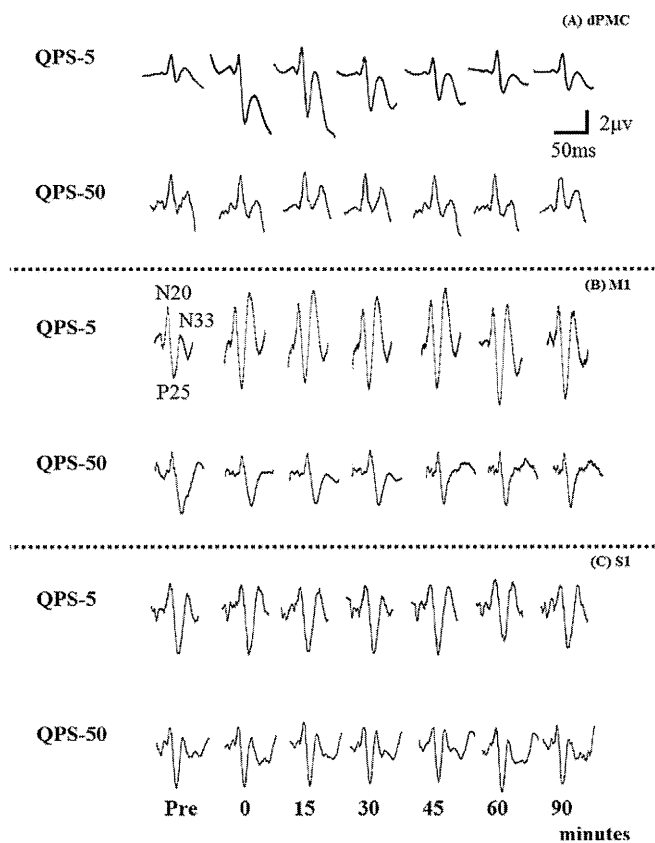 (A) dPMC
QPS-5
2μv
50ms
QPS-50
(B) M1
QPS-5
N20
N33
P25
QPS-50
(C) S1
QPS-5
QPS-50
Pre 0 15 30 45 60 90
minutes